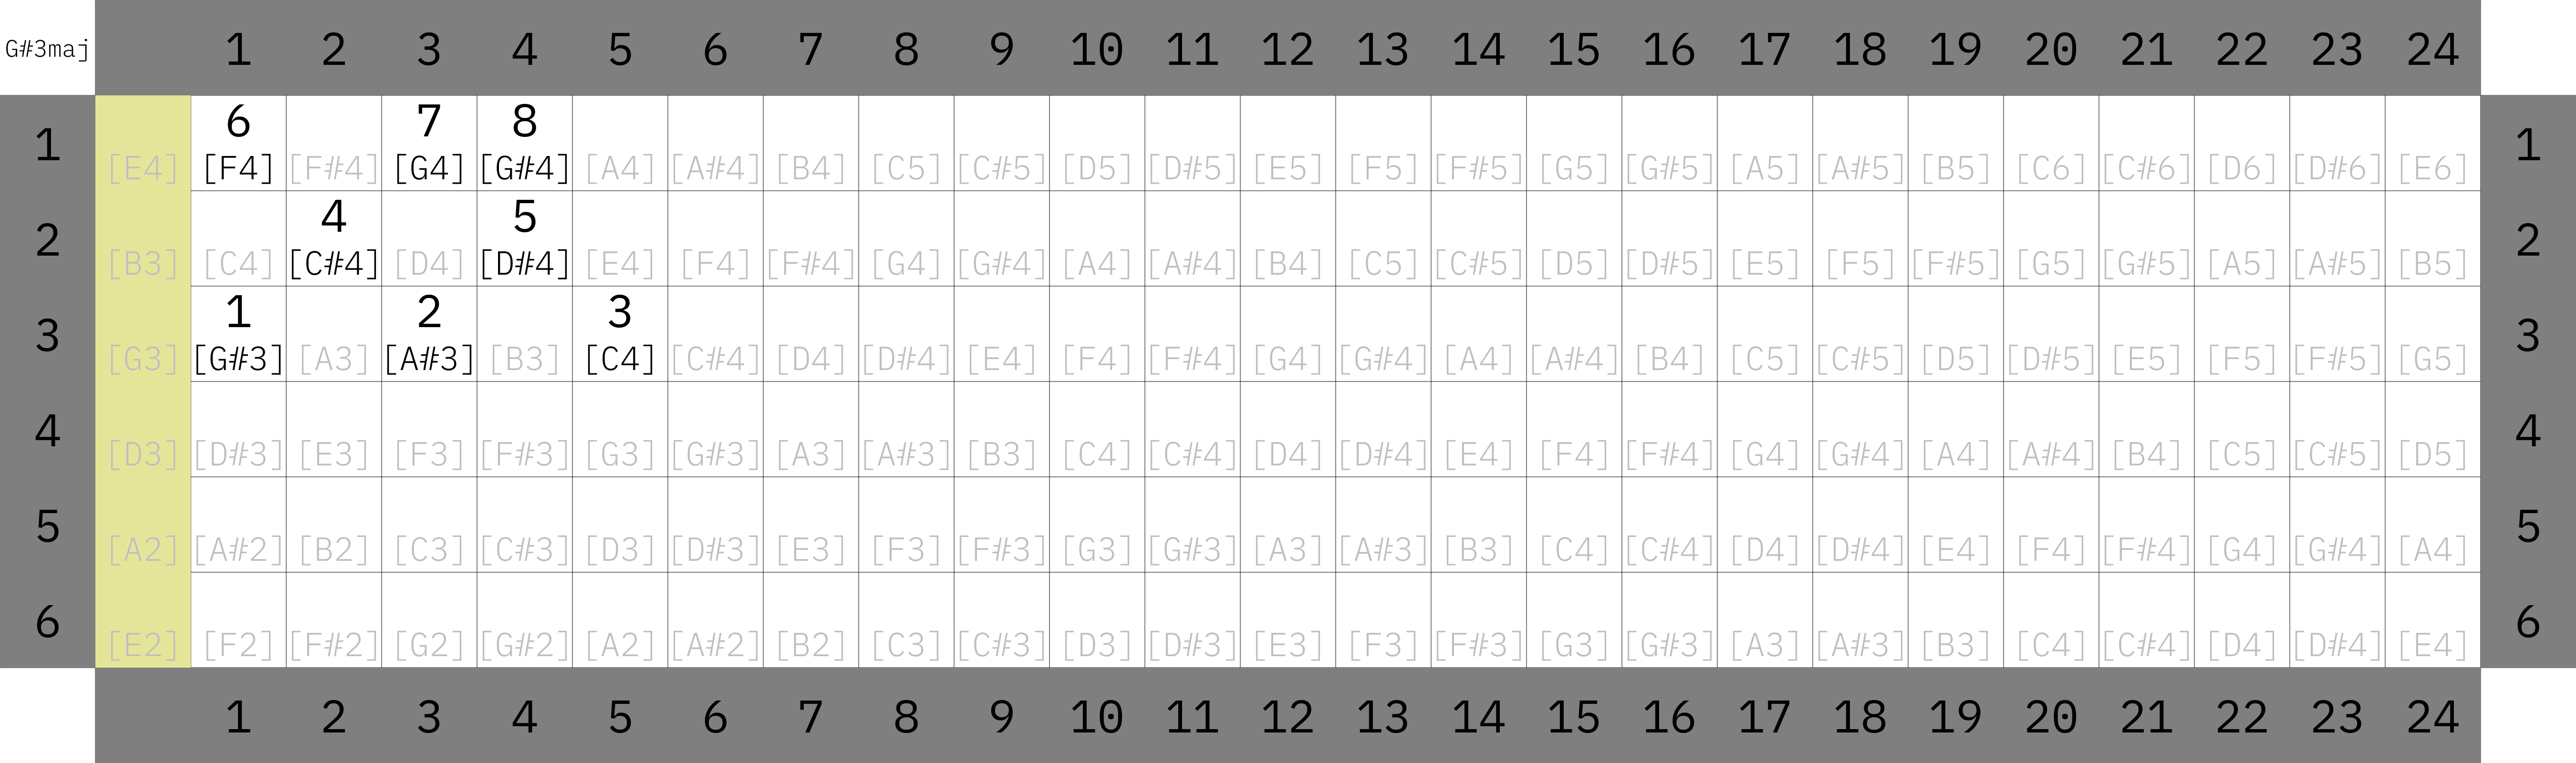 G#3maj 1 2 3 4 5 6 7 8 9 10 11 12 13 14 15 16 17 18 19 20 21 22 23 24
6 7 8
1 [E4] [F4] [F#4] [G4] [G#4] [A4] [A#4] [B4] [C5] [C#5] [D5] [D#5] [E5] [F5] [F#5] [G5] [G#5] [A5] [A#5] [B5] [C6] [C#6] [D6] [D#6] [E6] 1
4 5
2 [B3] [C4] [C#4] [D4] [D#4] [E4] [F4] [F#4] [G4] [G#4] [A4] [A#4] [B4] [C5] [C#5] [D5] [D#5] [E5] [F5] [F#5] [G5] [G#5] [A5] [A#5] [B5] 2
1 2 3
3 [G3] [G#3] [A3] [A#3] [B3] [C4] [C#4] [D4] [D#4] [E4] [F4] [F#4] [G4] [G#4] [A4] [A#4] [B4] [C5] [C#5] [D5] [D#5] [E5] [F5] [F#5] [G5] 3
4 [D3] [D#3] [E3] [F3] [F#3] [G3] [G#3] [A3] [A#3] [B3] [C4] [C#4] [D4] [D#4] [E4] [F4] [F#4] [G4] [G#4] [A4] [A#4] [B4] [C5] [C#5] [D5] 4
5 [A2] [A#2] [B2] [C3] [C#3] [D3] [D#3] [E3] [F3] [F#3] [G3] [G#3] [A3] [A#3] [B3] [C4] [C#4] [D4] [D#4] [E4] [F4] [F#4] [G4] [G#4] [A4] 5
6 [E2] [F2] [F#2] [G2] [G#2] [A2] [A#2] [B2] [C3] [C#3] [D3] [D#3] [E3] [F3] [F#3] [G3] [G#3] [A3] [A#3] [B3] [C4] [C#4] [D4] [D#4] [E4] 6
1 2 3 4 5 6 7 8 9 10 11 12 13 14 15 16 17 18 19 20 21 22 23 24